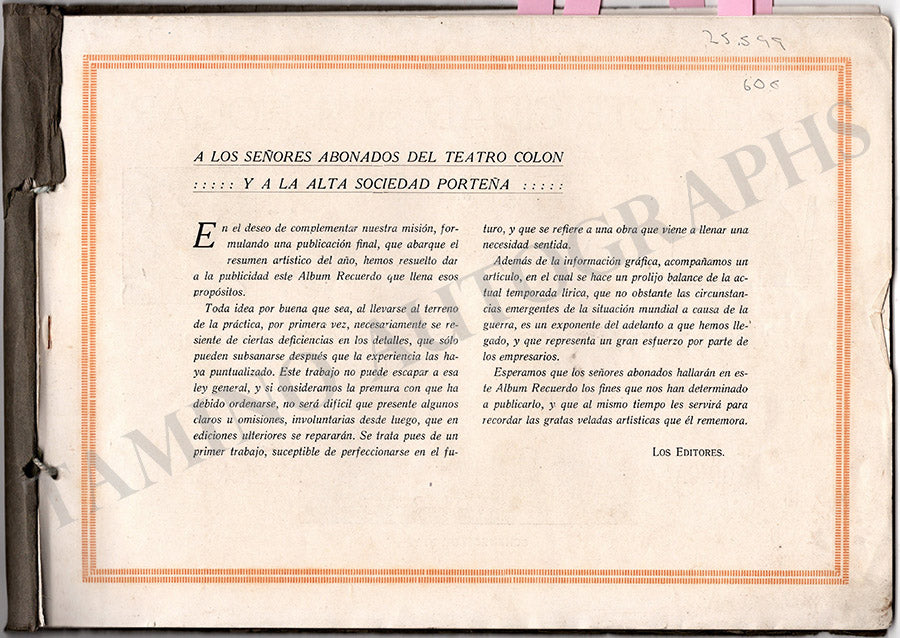 25.599
606
A LOS SEÑORES ABONADOS DEL TEATRO COLON
::::: Y A LA ALTA SOCIEDAD PORTEÑA :::::
En el deseo de complementar nuestra misión, for-
mulando una publicación final, que abarque el
resumen artístico del año, hemos resuelto dar
a la publicidad este Album Recuerdo que llena esos
propósitos.
Toda idea por buena que sea, al llevarse al terreno
de la práctica, por primera vez, necesariamente se re-
siente de ciertas deficiencias en los detalles, que sólo
pueden subsanarse después que la experiencia las ha-
ya puntualizado. Este trabajo no puede escapar a esa
ley general, y si consideramos la premura con que ha
debido ordenarse, no será difícil que presente algunos
claros u omisiones, involuntarias desde luego, que en
ediciones ulteriores se repararán. Se trata pues de un
primer trabajo, suceptible de perfeccionarse en el fu-
turo, y que se refiere a una obra que viene a llenar una
necesidad sentida.
Además de la información gráfica, acompañamos un
artículo, en el cual se hace un prolijo balance de la ac-
tual temporada lírica, que no obstante las circunstan-
cias emergentes de la situación mundial a causa de la
guerra, es un exponente del adelanto a que hemos lle-
gado, y que representa un gran esfuerzo por parte de
los empresarios.
Esperamos que los señores abonados hallarán en es-
te Album Recuerdo los fines que nos han determinado
a publicarlo, y que al mismo tiempo les servirá para
recordar las gratas veladas artísticas que él rememora.
LOS EDITORES.
TAMINO AUTOGRAPHS